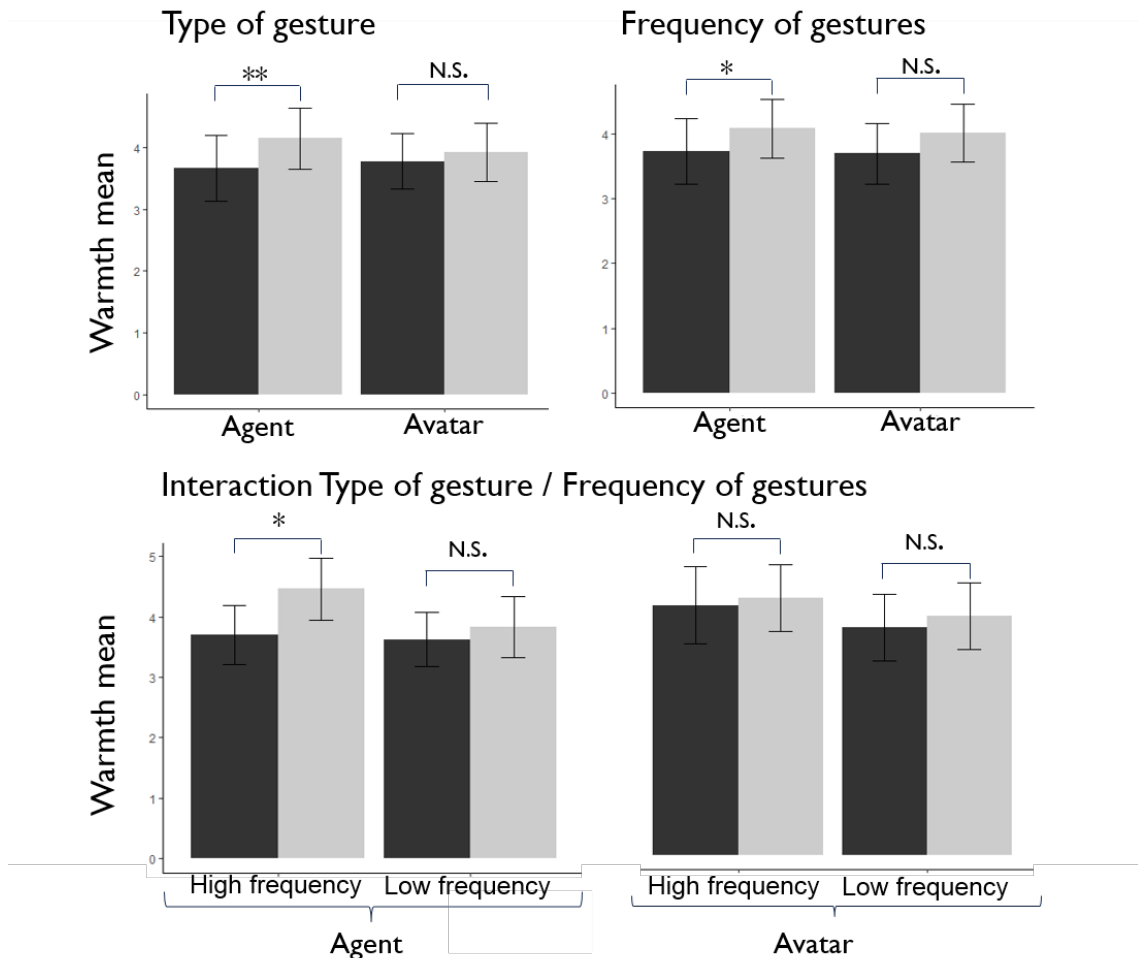 Type of gesture
Frequency of gestures
**
N.S.
*
N.S.
Warmth mean
4
3
2
1
0
4
3
2
1
0
Agent
Avatar
Agent
Avatar
Interaction Type of gesture / Frequency of gestures
*
N.S.
N.S.
N.S.
Warmth mean
5
4
3
2
1
0
High frequency
Low frequency
High frequency
Low frequency
Agent
Avatar